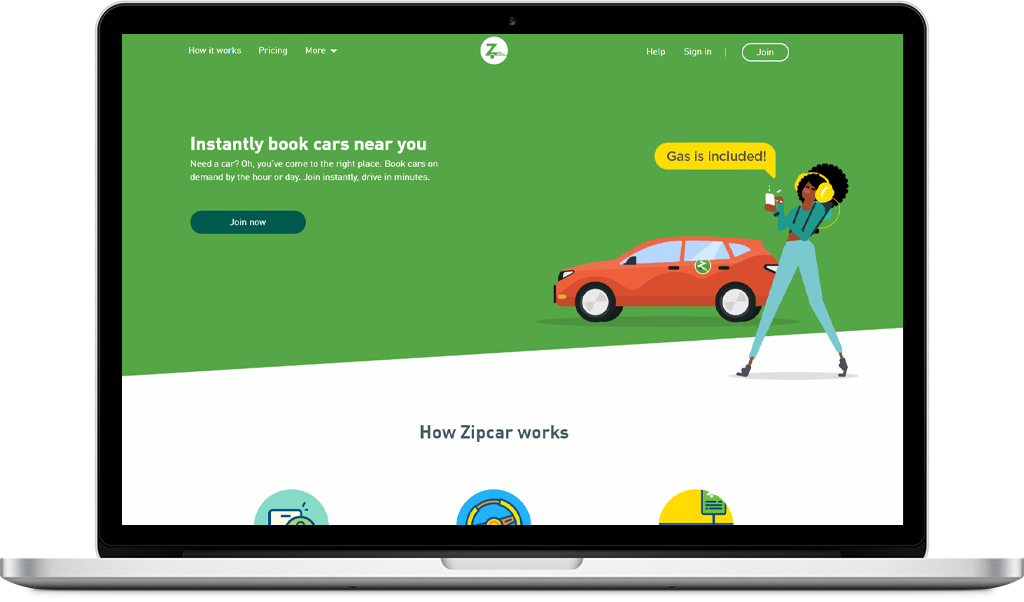 How it works
Pricing
More
Z
Help
Sign in
Join
Instantly book cars near you
Need a car? Oh, you've come to the right place. Book cars on
demand by the hour or day. Join instantly, drive in minutes.
Join now
Gas is included!
How Zipcar works